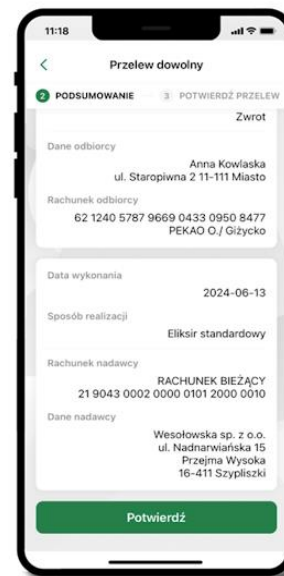 11:18
Przelew dowolny
2 PODSUMOWANIE 3 POTWIERDŹ PRZELEW
Zwrot
Dane odbiorcy
Anna Kowlaska
ul. Staropiwna 2 11-111 Miasto
Rachunek odbiorcy
62 1240 5787 9669 0433 0950 8477
PEKAO O./ Giżycko
Data wykonania
2024-06-13
Sposób realizacji
Eliksir standardowy
Rachunek nadawcy
RACHUNEK BIEŻĄCY
21 9043 0002 0000 0101 2000 0010
Dane nadawcy
Wesołowska sp. z o.o.
ul. Nadnarwiańska 15
Przejma Wysoka
16-411 Szypliszki
Potwierdź